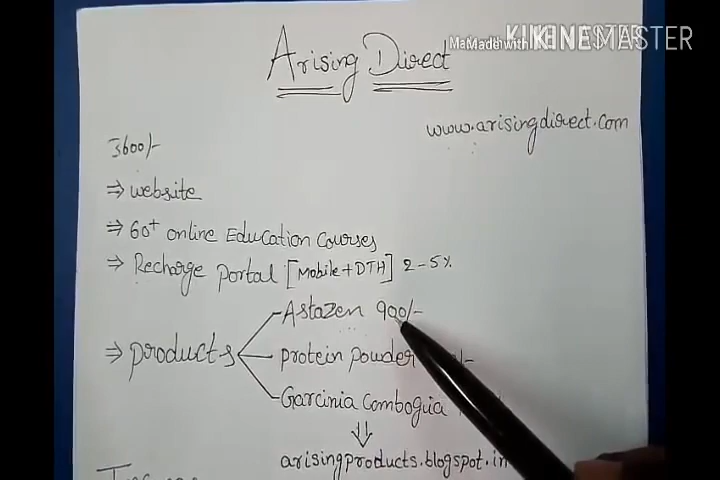 Arising Direct
Made with KINEMASTER
www.arisingdirect.com
3600/-
⇒ website
⇒ 60+ online Education Courses
⇒ Recharge portal [Mobile+DTH] 2-5%
Astazen 900/-
⇒ products
protein powder
Garcinia combogia
⇓
arisingproducts.blogspot.in